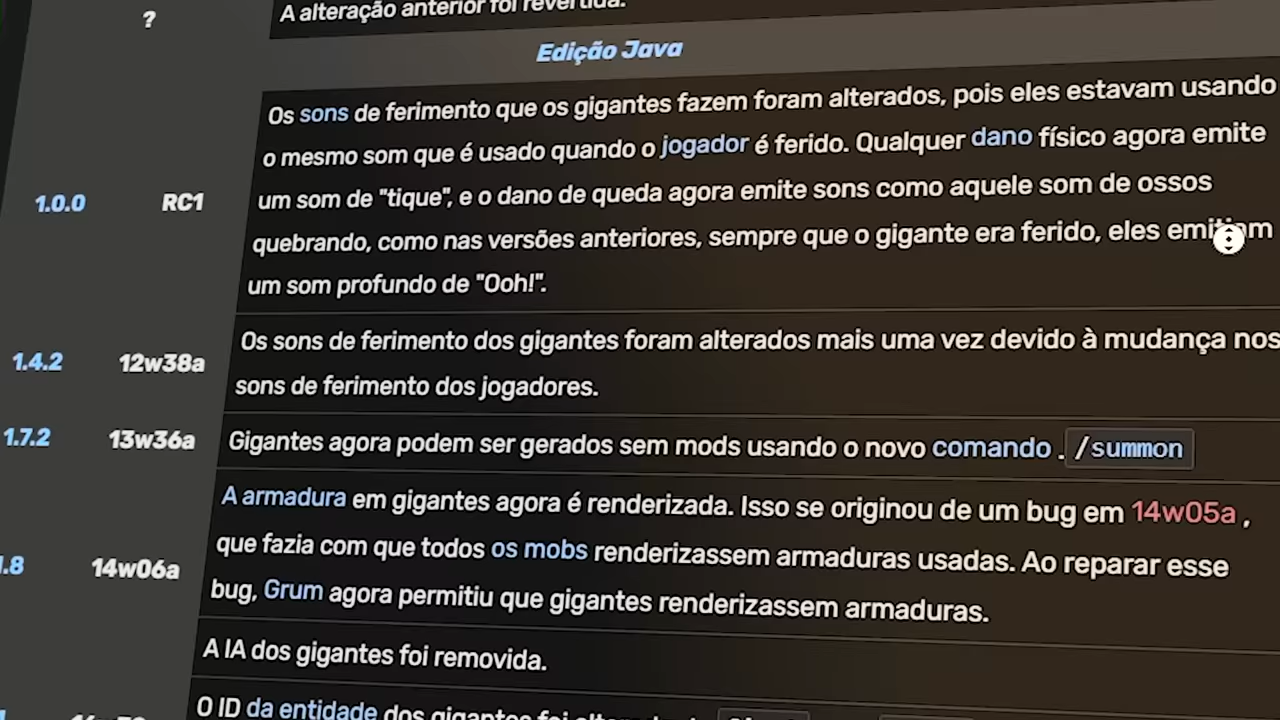 ?
A alteração anterior foi revertida.
Edição Java
1.0.0 RC1
Os sons de ferimento que os gigantes fazem foram alterados, pois eles estavam usando
o mesmo som que é usado quando o jogador é ferido. Qualquer dano físico agora emite
um som de "tique", e o dano de queda agora emite sons como aquele som de ossos
quebrando, como nas versões anteriores, sempre que o gigante era ferido, eles emitiam
um som profundo de "Ooh!".
1.4.2 12w38a
Os sons de ferimento dos gigantes foram alterados mais uma vez devido à mudança nos
sons de ferimento dos jogadores.
1.7.2 13w36a
Gigantes agora podem ser gerados sem mods usando o novo comando . /summon
1.8 14w06a
A armadura em gigantes agora é renderizada. Isso se originou de um bug em 14w05a ,
que fazia com que todos os mobs renderizassem armaduras usadas. Ao reparar esse
bug, Grum agora permitiu que gigantes renderizassem armaduras.
A IA dos gigantes foi removida.
O ID da entidade dos gigantes foi